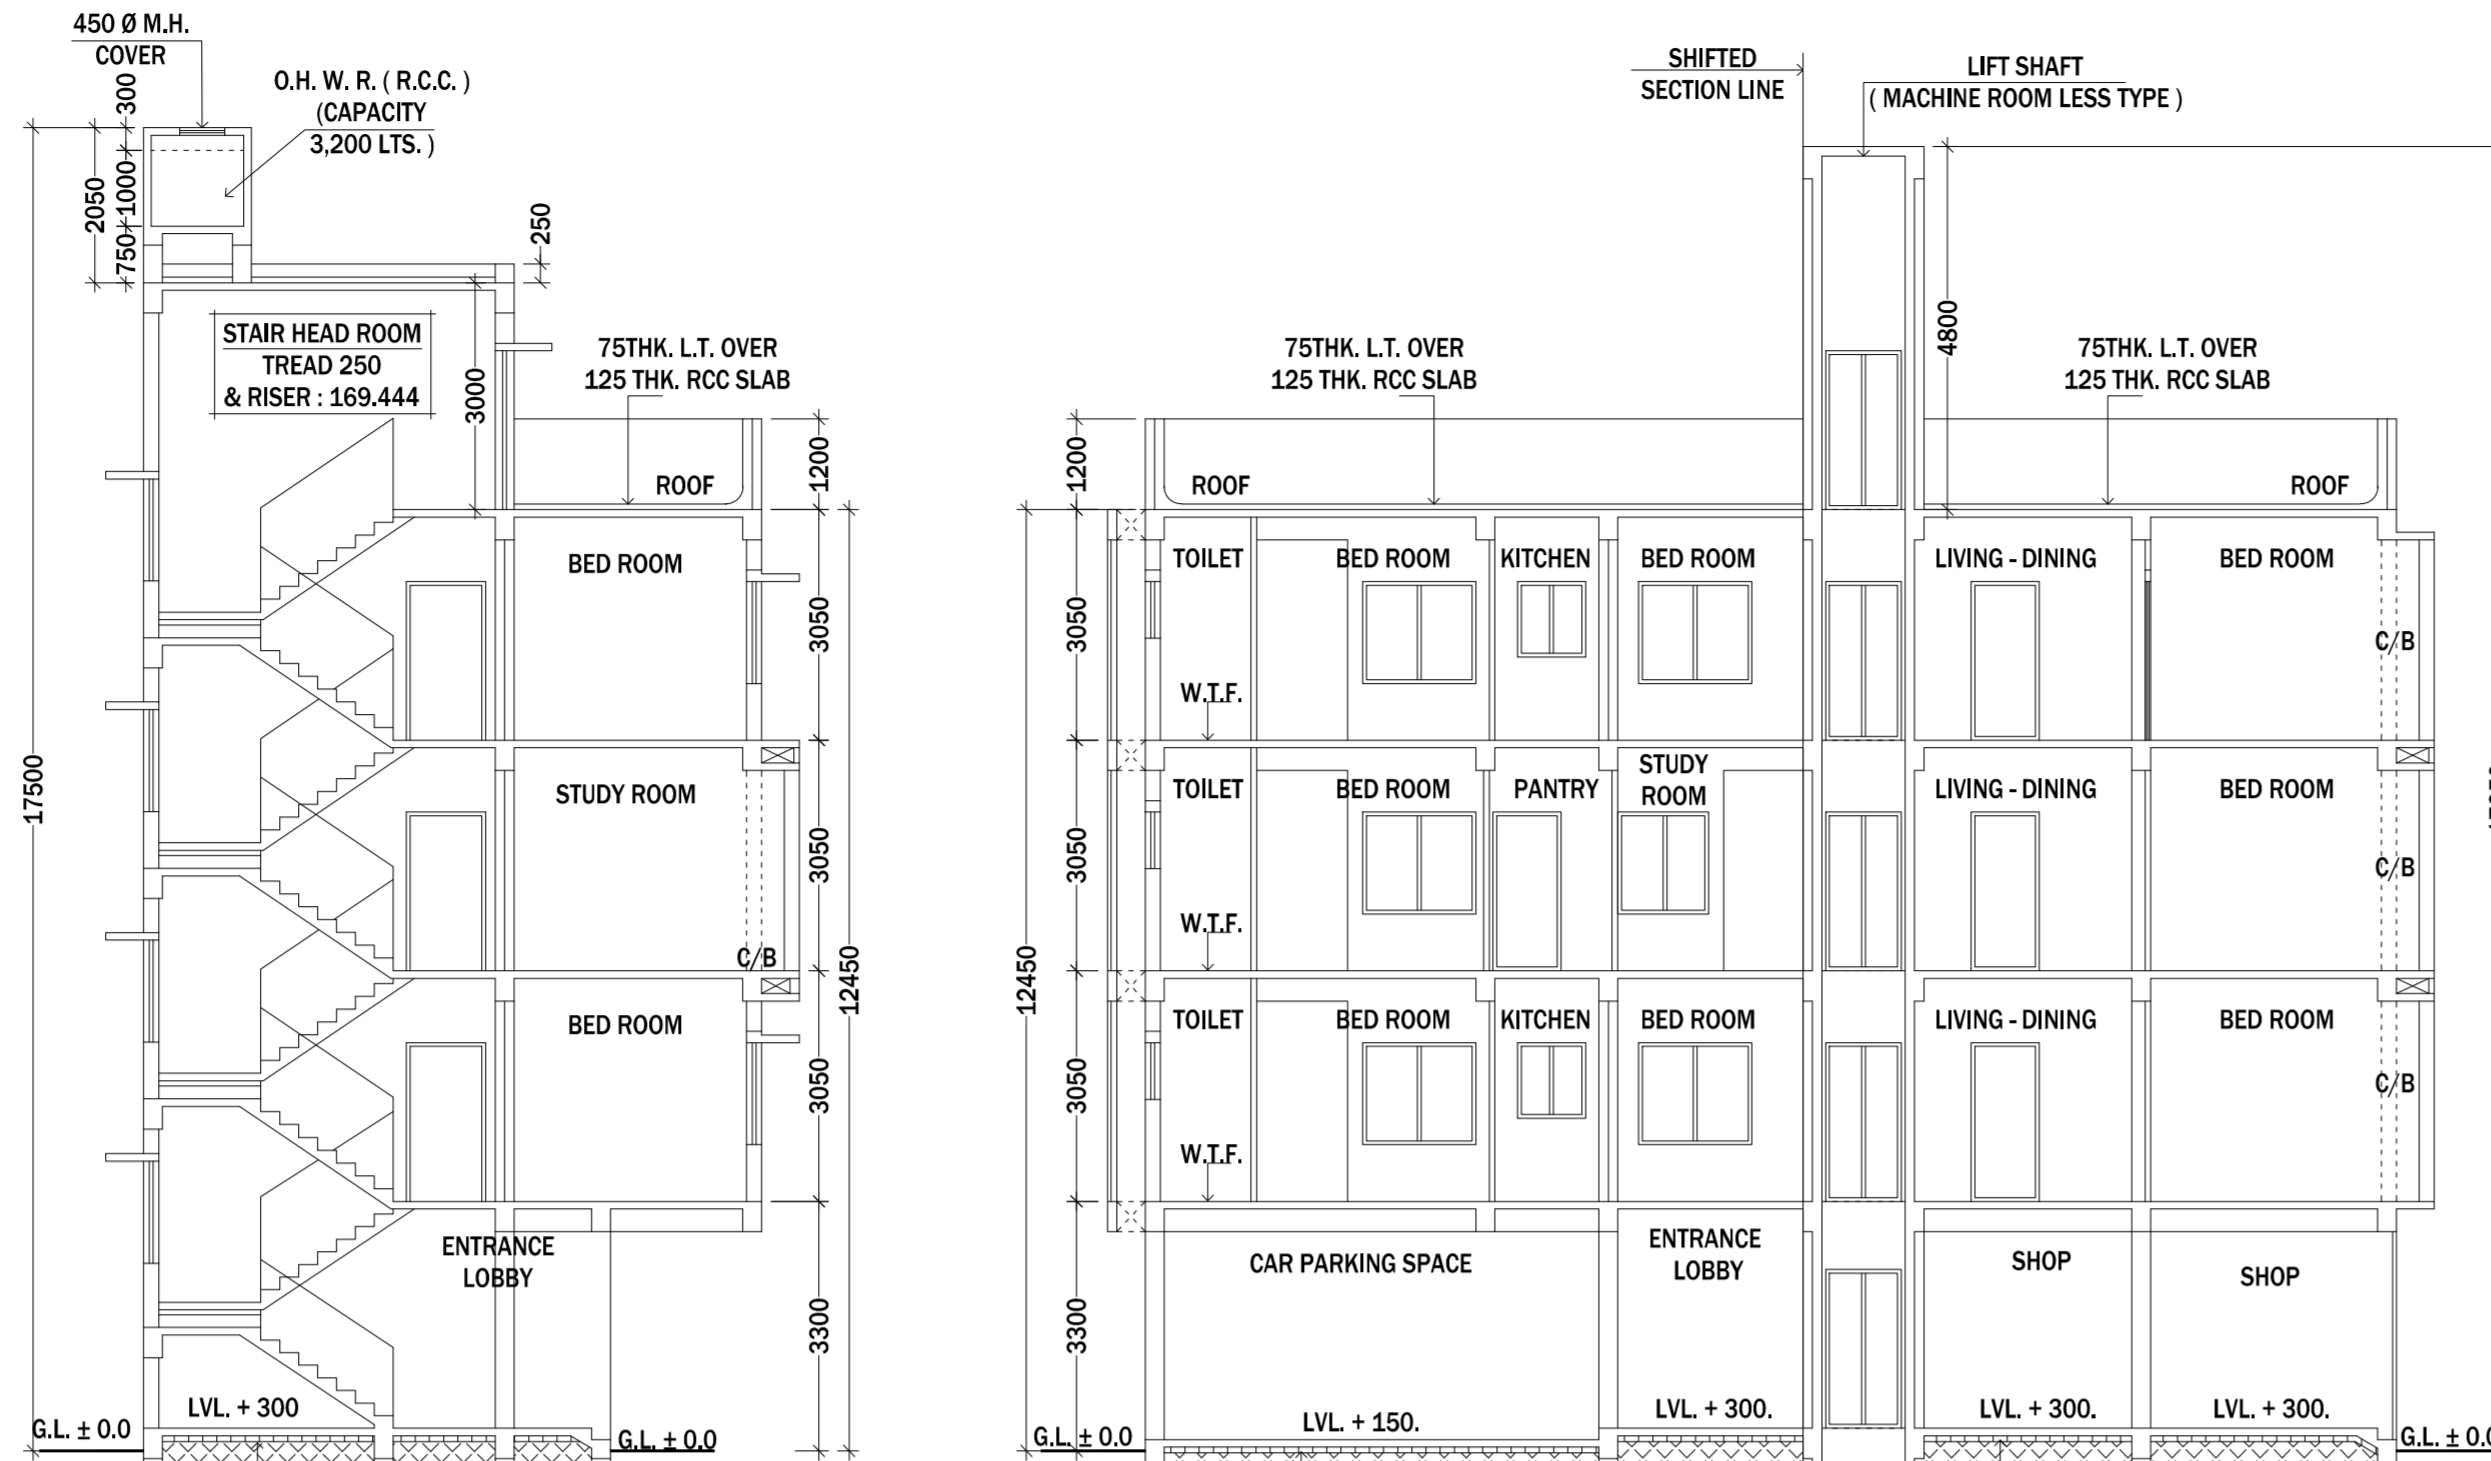 450 Ø M.H.
COVER
O.H. W. R. ( R.C.C. )
(CAPACITY
3,200 LTS. )
300
1000
2050
750
250
17500
STAIR HEAD ROOM
TREAD 250
& RISER : 169.444
3000
75THK. L.T. OVER
125 THK. RCC SLAB
ROOF
1200
BED ROOM
3050
STUDY ROOM
C/B
3050
BED ROOM
3050
12450
ENTRANCE
LOBBY
3300
LVL. + 300
G.L. ± 0.0
G.L. ± 0.0
SHIFTED
SECTION LINE
LIFT SHAFT
( MACHINE ROOM LESS TYPE )
4800
75THK. L.T. OVER
125 THK. RCC SLAB
75THK. L.T. OVER
125 THK. RCC SLAB
1200
ROOF
ROOF
TOILET
BED ROOM
KITCHEN
BED ROOM
LIVING - DINING
BED ROOM
3050
C/B
W.T.F.
TOILET
BED ROOM
PANTRY
STUDY
ROOM
LIVING - DINING
BED ROOM
3050
C/B
W.T.F.
12450
TOILET
BED ROOM
KITCHEN
BED ROOM
LIVING - DINING
BED ROOM
3050
C/B
W.T.F.
CAR PARKING SPACE
ENTRANCE
LOBBY
SHOP
SHOP
3300
LVL. + 150.
LVL. + 300.
LVL. + 300.
LVL. + 300.
G.L. ± 0.0
G.L. ± 0.0